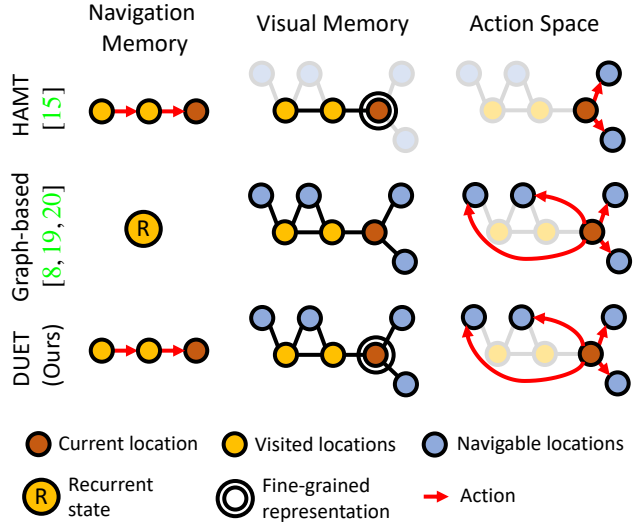 Navigation Memory
Visual Memory
Action Space
HAMT
[15]
Graph-based
[8, 19, 20]
R
DUET
(Ours)
Current location
Visited locations
Navigable locations
R
Recurrent state
Fine-grained representation
Action